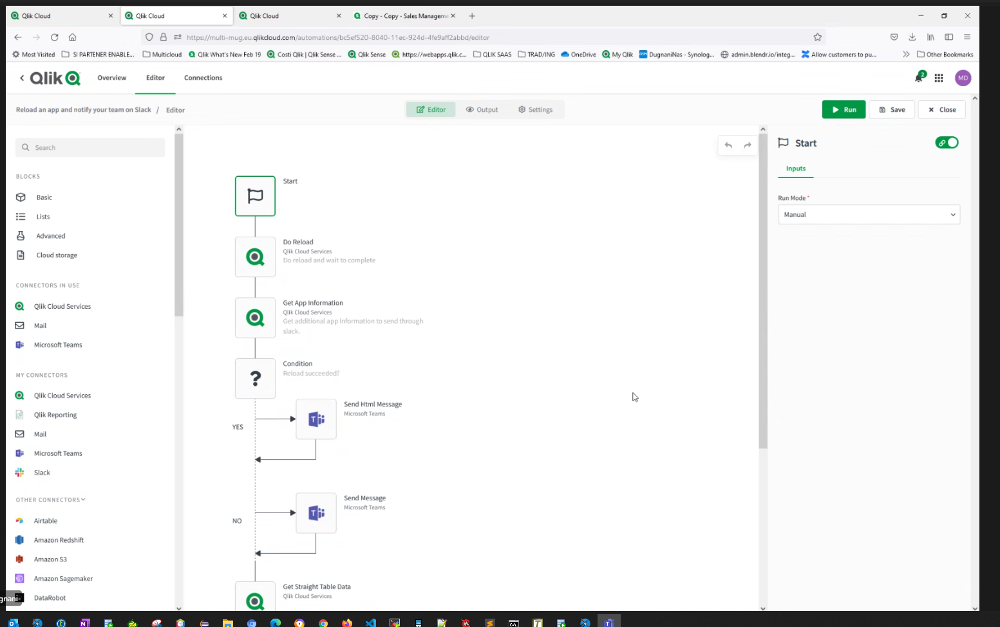 Qlik Cloud
Qlik Cloud
Qlik Cloud
Copy - Copy - Sales Manageme
https://multi-mug.eu.qlikcloud.com/automations/bc5ef520-8040-11ec-924d-4fe9aff2abbd/editor
Most Visited
SI PARTENER ENABLE...
Multicloud
Qlik What's New Feb 19
Costi Qlik | Qlik Sense ...
Qlik Sense
https://webapps.qlik.c...
QLIK SAAS
TRAD/ING
OneDrive
My Qlik
DugnaniNas - Synolog...
admin.blendr.io/integ...
Allow customers to pu...
Other Bookmarks
Qlik
Overview
Editor
Connections
2
MD
Reload an app and notify your team on Slack / Editor
Editor
Output
Settings
Run
Save
Close
Search
BLOCKS
Basic
Lists
Advanced
Cloud storage
CONNECTORS IN USE
Qlik Cloud Services
Mail
Microsoft Teams
MY CONNECTORS
Qlik Cloud Services
Qlik Reporting
Mail
Microsoft Teams
Slack
OTHER CONNECTORS
Airtable
Amazon Redshift
Amazon S3
Amazon Sagemaker
DataRobot
gnani
Start
Do Reload
Qlik Cloud Services
Do reload and wait to complete
Get App Information
Qlik Cloud Services
Get additional app information to send through
slack.
?
Condition
Reload succeeded?
YES
Send Html Message
Microsoft Teams
NO
Send Message
Microsoft Teams
Get Straight Table Data
Qlik Cloud Services
Start
Inputs
Run Mode *
Manual